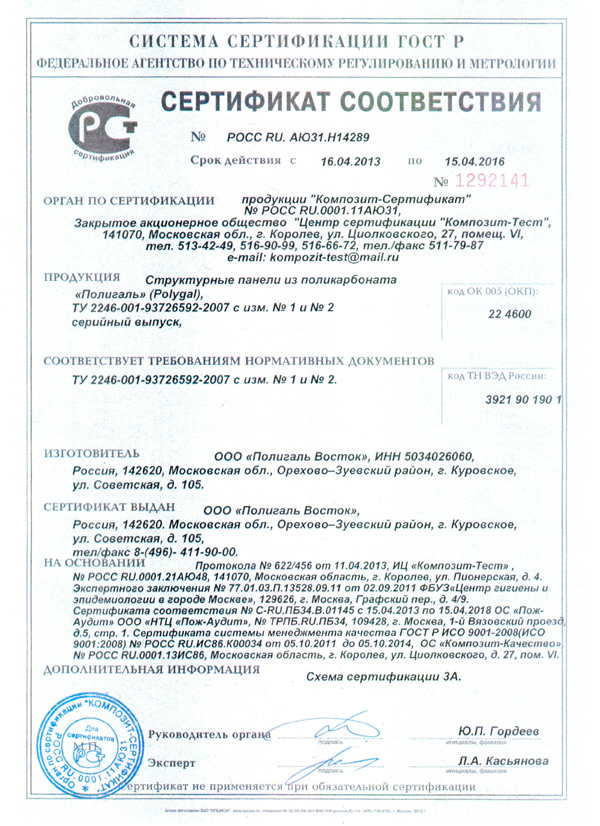 СИСТЕМА СЕРТИФИКАЦИИ ГОСТ Р
ФЕДЕРАЛЬНОЕ АГЕНТСТВО ПО ТЕХНИЧЕСКОМУ РЕГУЛИРОВАНИЮ И МЕТРОЛОГИИ
Добровольная
сертификация
СЕРТИФИКАТ СООТВЕТСТВИЯ
№ РОСС RU. АЮ31.Н14289
Срок действия с 16.04.2013 по 15.04.2016
№ 1292141
ОРГАН ПО СЕРТИФИКАЦИИ продукции "Композит-Сертификат"
№ РОСС RU.0001.11АЮ31,
Закрытое акционерное общество "Центр сертификации "Композит-Тест",
141070, Московская обл., г. Королев, ул. Циолковского, 27, помещ. VI,
тел. 513-42-49, 516-90-99, 516-66-72, тел./факс 511-79-87
e-mail: kompozit-test@mail.ru
ПРОДУКЦИЯ Структурные панели из поликарбоната
«Полигаль» (Polygal),
ТУ 2246-001-93726592-2007 с изм. № 1 и № 2
серийный выпуск,
код ОК 005 (ОКП):
22 4600
СООТВЕТСТВУЕТ ТРЕБОВАНИЯМ НОРМАТИВНЫХ ДОКУМЕНТОВ
ТУ 2246-001-93726592-2007 с изм. № 1 и № 2.
код ТН ВЭД России:
3921 90 190 1
ИЗГОТОВИТЕЛЬ ООО «Полигаль Восток», ИНН 5034026060,
Россия, 142620, Московская обл., Орехово–Зуевский район, г. Куровское,
ул. Советская, д. 105.
СЕРТИФИКАТ ВЫДАН ООО «Полигаль Восток»,
Россия, 142620. Московская обл., Орехово–Зуевский район, г. Куровское,
ул. Советская, д. 105,
тел/факс 8-(496)- 411-90-00.
НА ОСНОВАНИИ Протокола № 622/456 от 11.04.2013, ИЦ «Композит-Тест» ,
№ РОСС RU.0001.21АЮ48, 141070, Московская область, г. Королев, ул. Пионерская, д. 4.
Экспертного заключения № 77.01.03.П.13528.09.11 от 02.09.2011 ФБУЗ«Центр гигиены и
эпидемиологии в городе Москве», 129626, г. Москва, Графский пер., д. 4/9.
Сертификата соответствия № С-RU.ПБ34.В.01145 с 15.04.2013 по 15.04.2018 ОС «Пож-
Аудит» ООО «НТЦ «Пож-Аудит», № ТРПБ.RU.ПБ34, 109428, г. Москва, 1-й Вязовский проезд,
д.5, стр. 1. Сертификата системы менеджмента качества ГОСТ Р ИСО 9001-2008(ИСО
9001:2008) № РОСС RU.ИС86.К00034 от 05.10.2011 до 05.10.2014, ОС «Композит-Качество»
№ РОСС RU.0001.13ИС86, Московская область, г. Королев, ул. Циолковского, д. 27, пом. VI.
ДОПОЛНИТЕЛЬНАЯ ИНФОРМАЦИЯ
Схема сертификации 3А.
Орган по сертификации "КОМПОЗИТ-СЕРТИФИКАТ"
РОСС RU.0001.11АЮ31
Для
сертификатов
М.П.
Руководитель органа
подпись
Ю.П. Гордеев
инициалы, фамилия
Эксперт
подпись
Л.А. Касьянова
инициалы, фамилия
Сертификат не применяется при обязательной сертификации